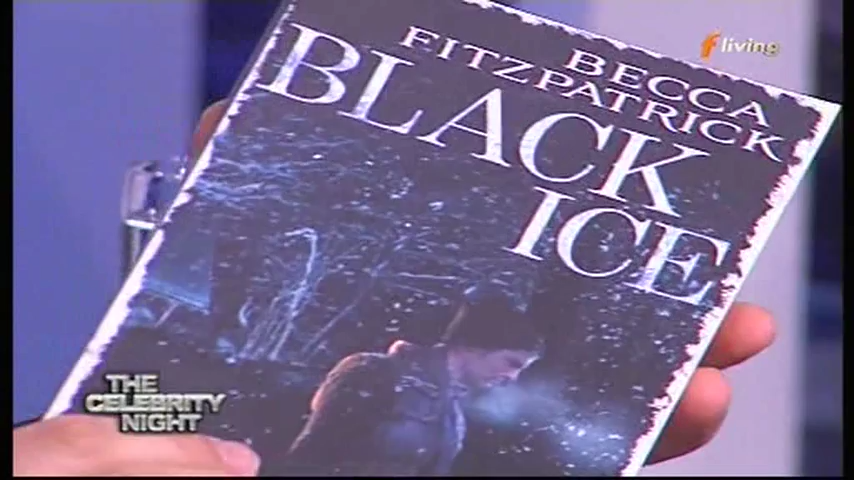 f living
BECCA
FITZPATRICK
BLACK
ICE
THE
CELEBRITY
NIGHT